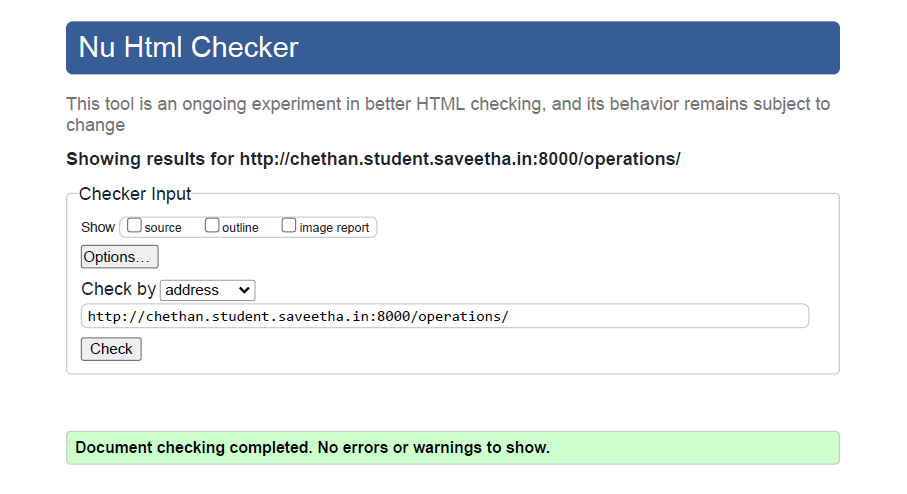 Nu Html Checker
This tool is an ongoing experiment in better HTML checking, and its behavior remains subject to
change
Showing results for http://chethan.student.saveetha.in:8000/operations/
Checker Input
Show source outline image report
Options...
Check by address
http://chethan.student.saveetha.in:8000/operations/
Check
Document checking completed. No errors or warnings to show.